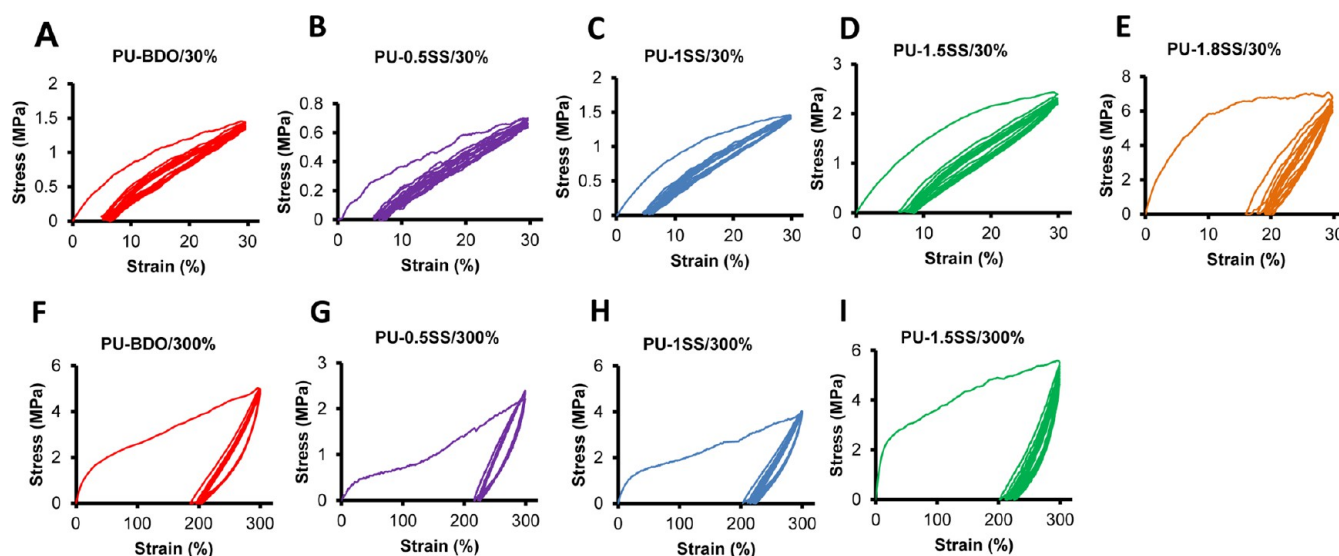 A
PU-BDO/30%
Stress (MPa)
2
1.5
1
0.5
0
0 10 20 30
Strain (%)
B
PU-0.5SS/30%
Stress (MPa)
0.8
0.6
0.4
0.2
0
0 10 20 30
Strain (%)
C
PU-1SS/30%
Stress (MPa)
2
1.5
1
0.5
0
0 10 20 30
Strain (%)
D
PU-1.5SS/30%
Stress (MPa)
3
2
1
0
0 10 20 30
Strain (%)
E
PU-1.8SS/30%
Stress (MPa)
8
6
4
2
0
0 10 20 30
Strain (%)
F
PU-BDO/300%
Stress (MPa)
6
4
2
0
0 100 200 300
Strain (%)
G
PU-0.5SS/300%
Stress (MPa)
3
2
1
0
0 100 200 300
Strain (%)
H
PU-1SS/300%
Stress (MPa)
6
4
2
0
0 100 200 300
Strain (%)
I
PU-1.5SS/300%
Stress (MPa)
6
4
2
0
0 100 200 300
Strain (%)